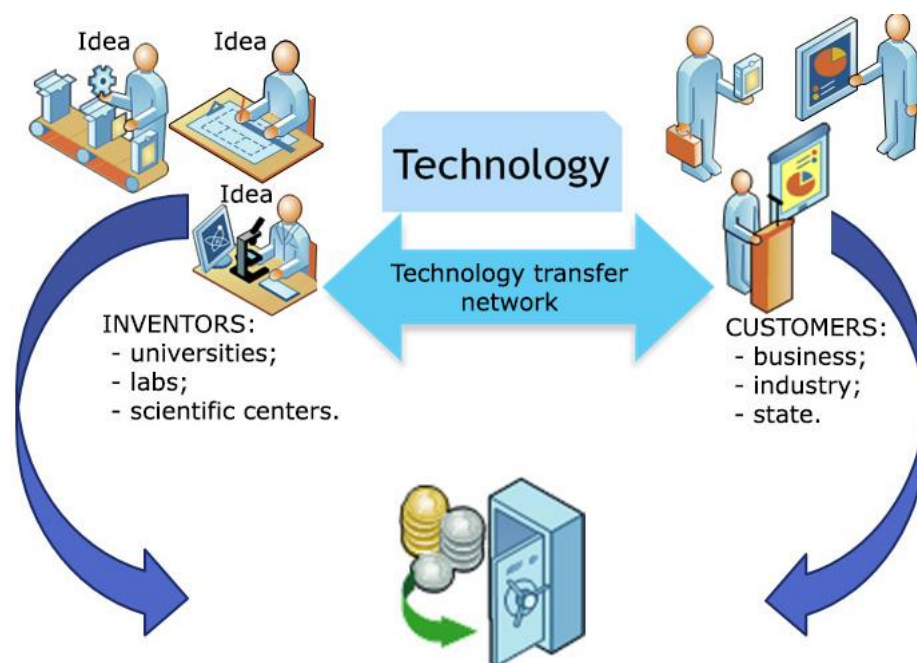 Idea
Idea
Idea
Technology
Technology transfer
network
INVENTORS:
- universities;
- labs;
- scientific centers.
CUSTOMERS:
- business;
- industry;
- state.